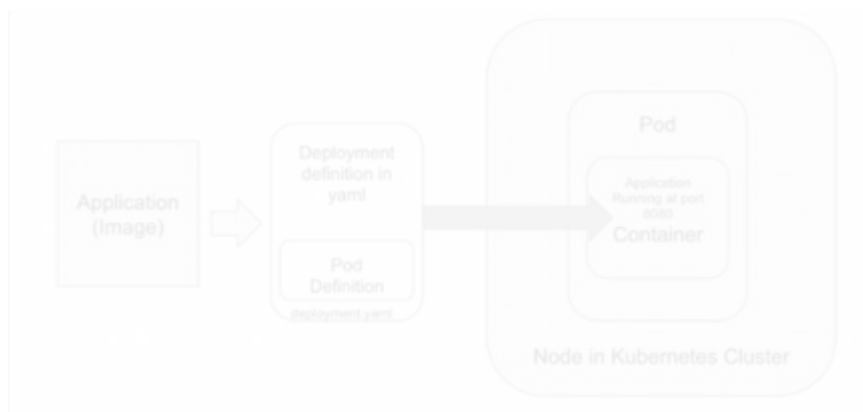 Application
(Image)
Deployment
definition in
yaml
Pod
Definition
deployment.yaml
Pod
Application
Running at port
8080
Container
Node in Kubernetes Cluster